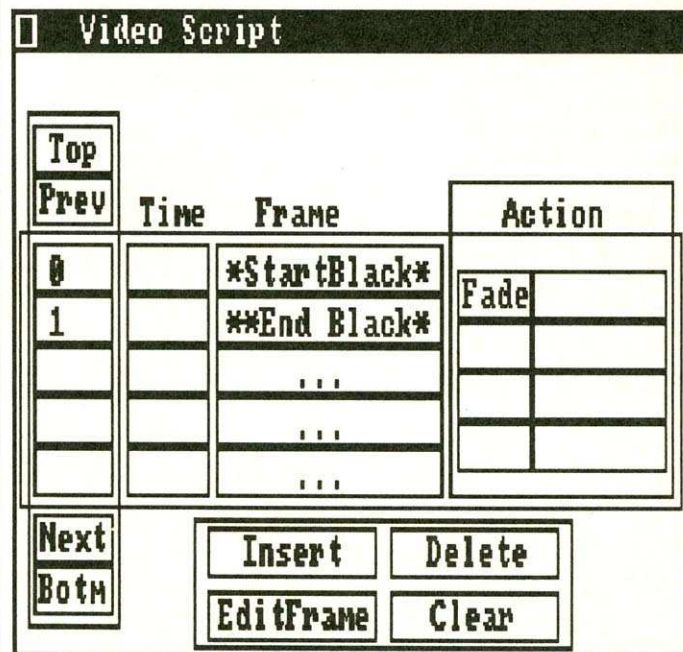 Video Script
Top
Prev
Time Frame Action
0 *StartBlack*
Fade
1 **End Black*
...
...
...
Next
Botm
Insert Delete
EditFrame Clear